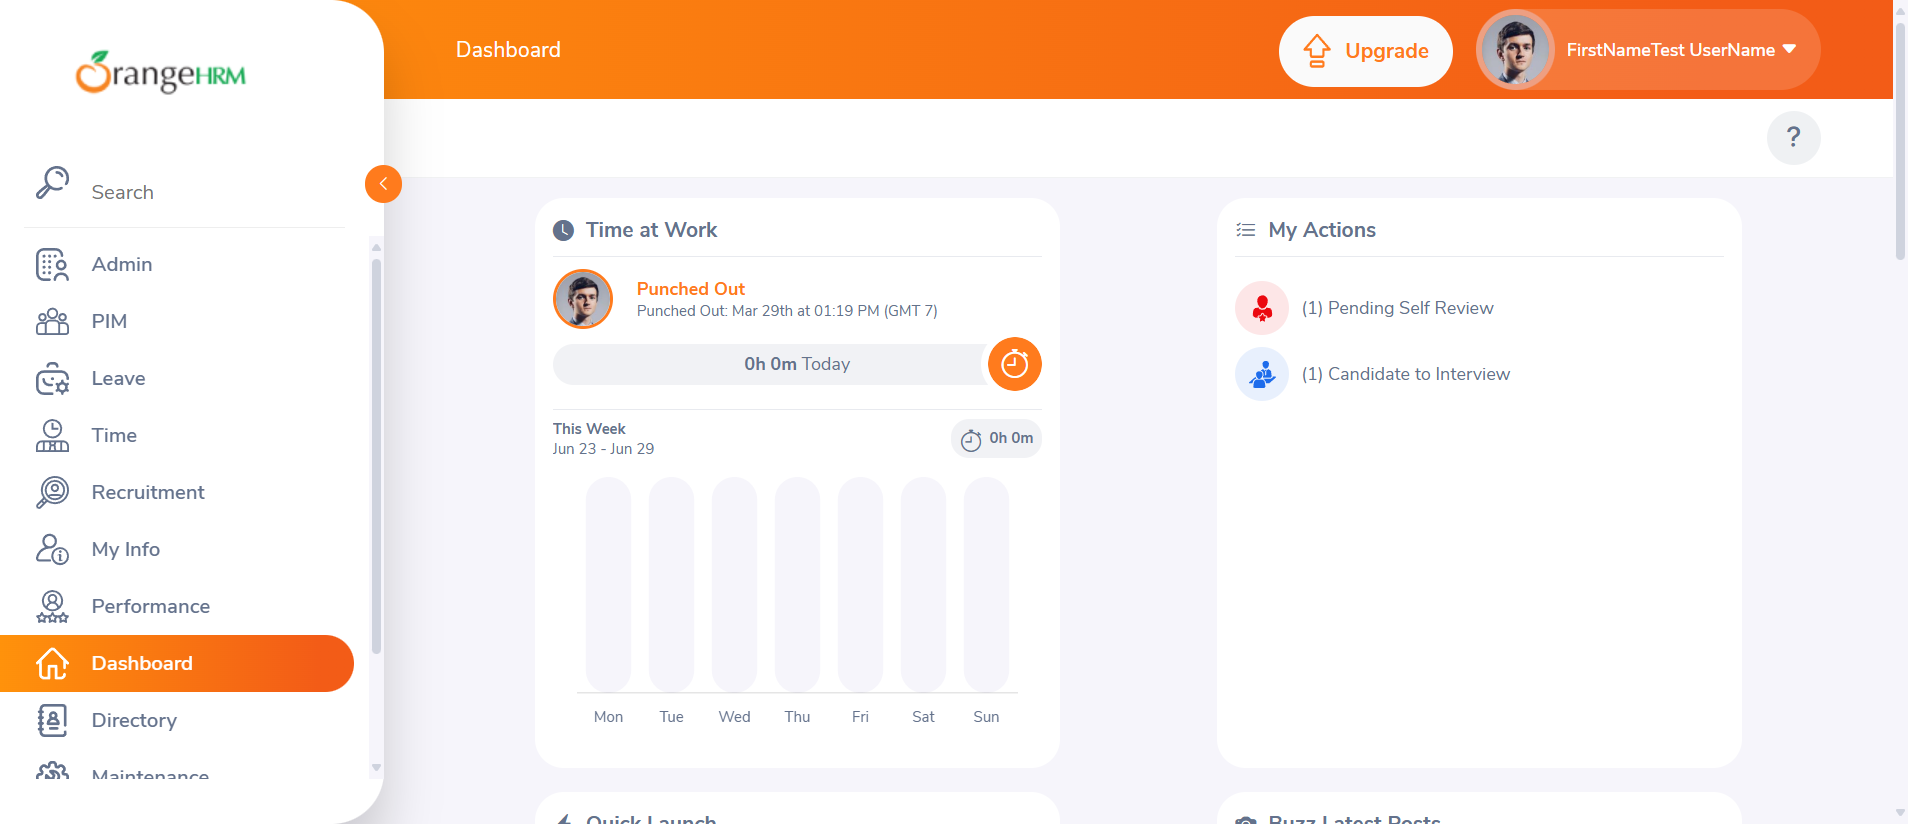 OrangeHRM
Search
Admin
PIM
Leave
Time
Recruitment
My Info
Performance
Dashboard
Directory
Maintenance
Dashboard
Upgrade
FirstNameTest UserName
?
Time at Work
Punched Out
Punched Out: Mar 29th at 01:19 PM (GMT 7)
0h 0m Today
This Week
Jun 23 - Jun 29
0h 0m
Mon Tue Wed Thu Fri Sat Sun
My Actions
(1) Pending Self Review
(1) Candidate to Interview
Quick Launch
Buzz Latest Posts